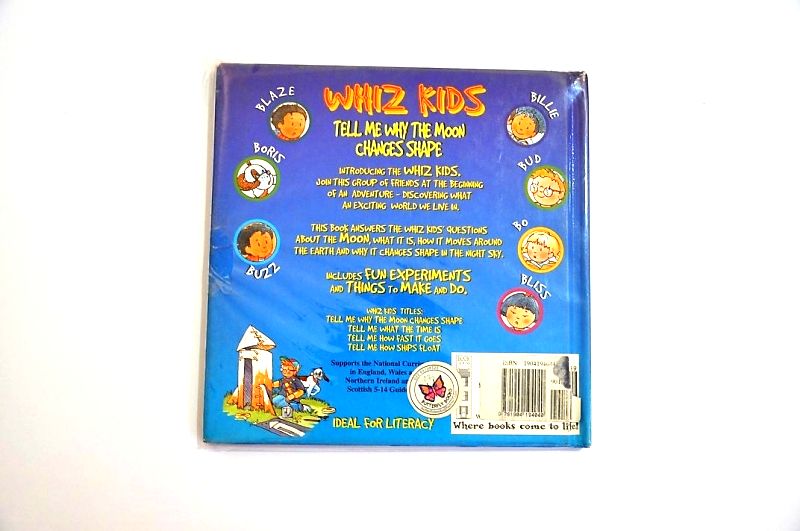 WHIZ KIDS
TELL ME WHY THE MOON
CHANGES SHAPE
BLAZE
BORIS
BUZZ
BILLIE
BUD
BO
BLISS
INTRODUCING THE WHIZ KIDS.
JOIN THIS GROUP OF FRIENDS AT THE BEGINNING
OF AN ADVENTURE - DISCOVERING WHAT
AN EXCITING WORLD WE LIVE IN.
THIS BOOK ANSWERS THE WHIZ KIDS' QUESTIONS
ABOUT THE MOON, WHAT IT IS, HOW IT MOVES AROUND
THE EARTH AND WHY IT CHANGES SHAPE IN THE NIGHT SKY.
INCLUDES FUN EXPERIMENTS
AND THINGS TO MAKE AND DO.
WHIZ KIDS TITLES:
TELL ME WHY THE MOON CHANGES SHAPE
TELL ME WHAT THE TIME IS
TELL ME HOW FAST IT GOES
TELL ME HOW SHIPS FLOAT
Supports the National
in England, Wales
Northern Ireland
Scottish 5-14
IDEAL FOR LITERACY
ISBN
Where books come to life!